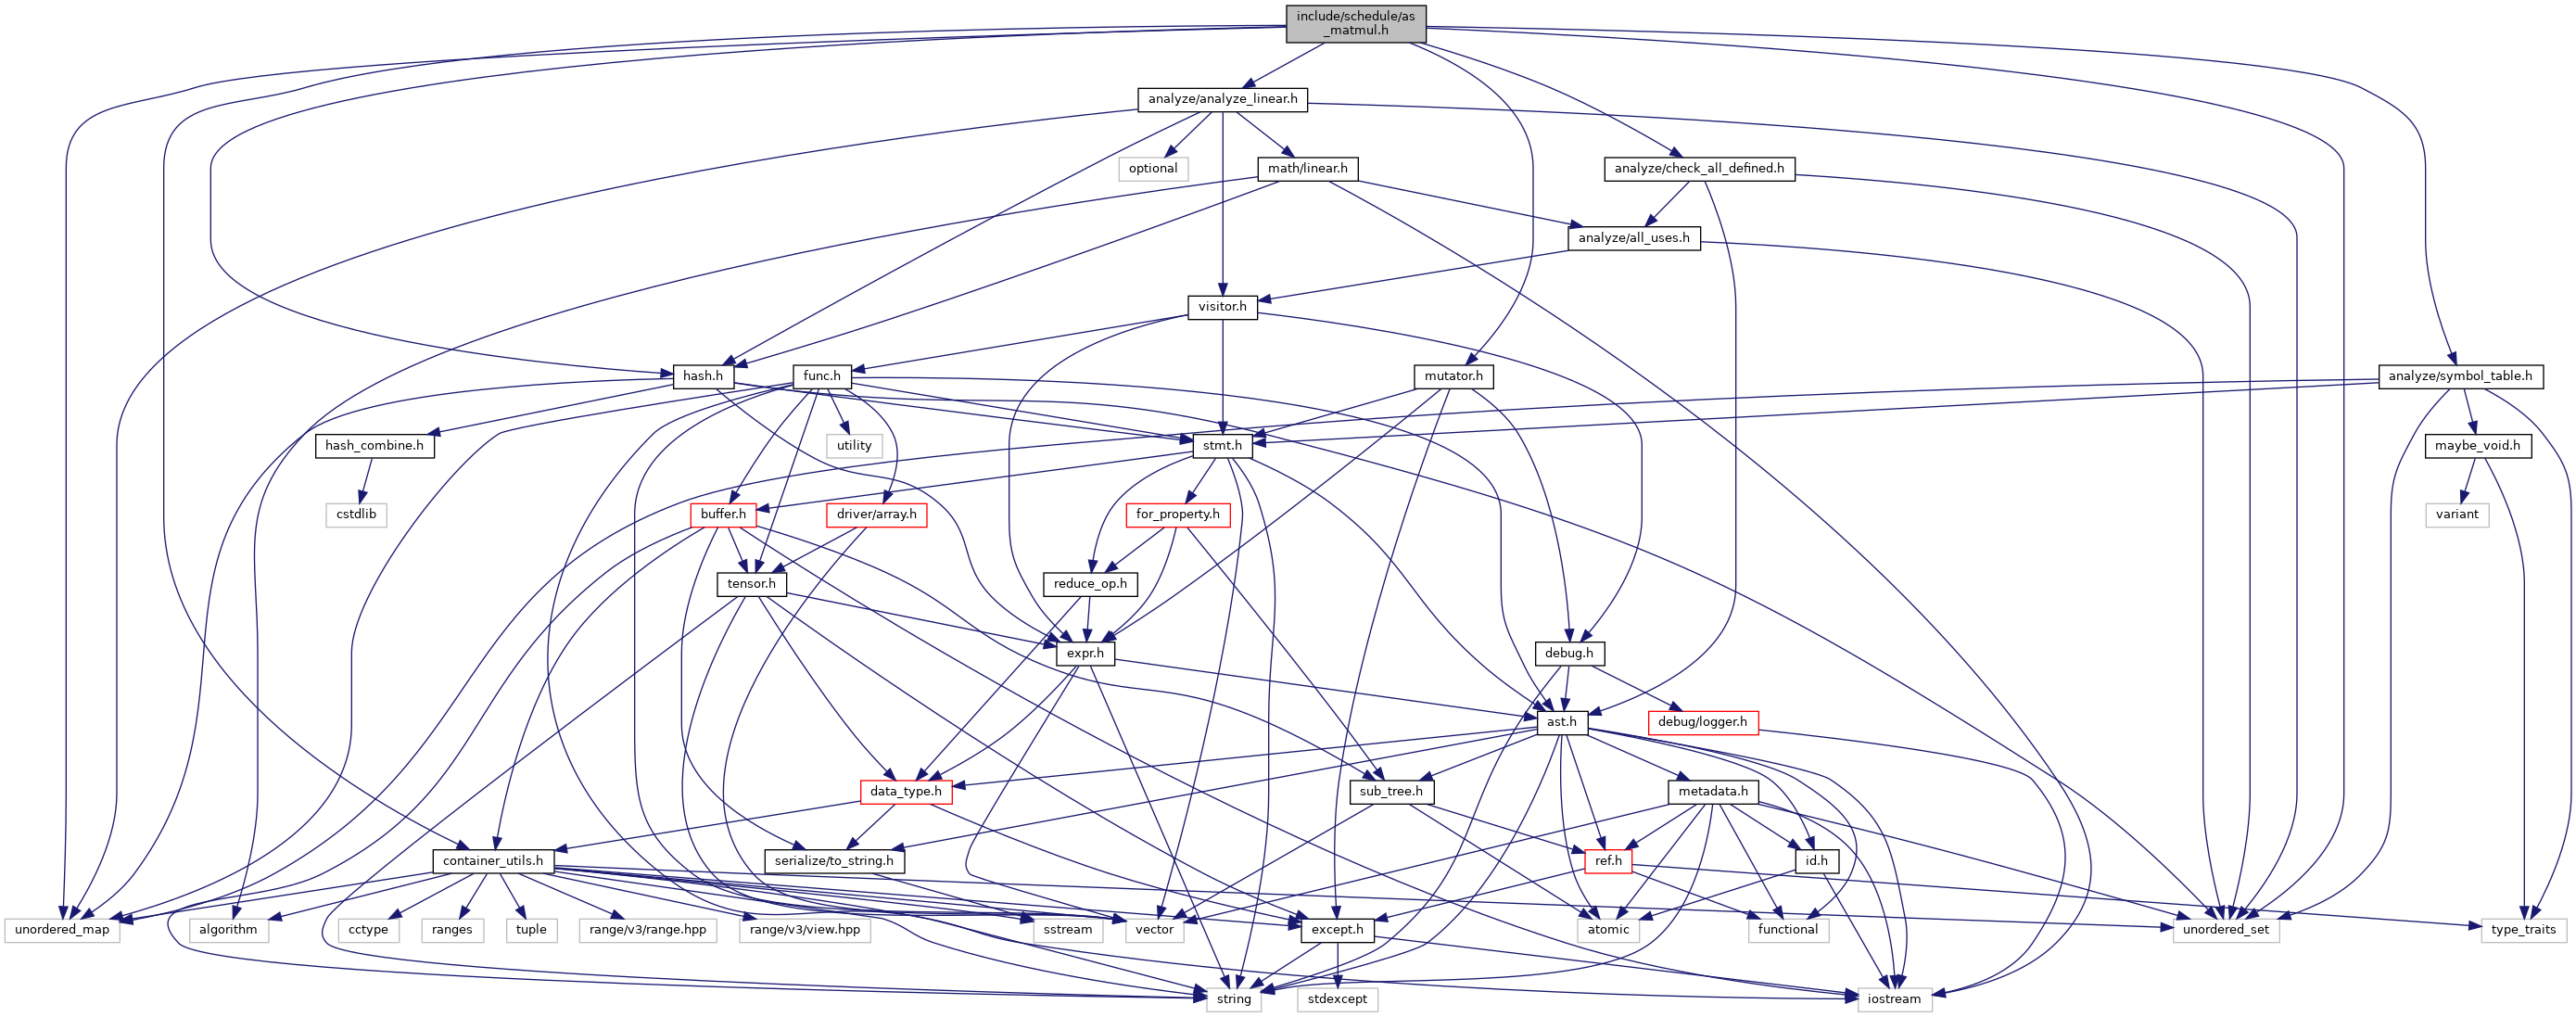 include/schedule/as
_matmul.h
analyze/analyze_linear.h
optional
math/linear.h
analyze/check_all_defined.h
analyze/all_uses.h
visitor.h
hash.h
func.h
mutator.h
analyze/symbol_table.h
hash_combine.h
utility
stmt.h
maybe_void.h
cstdlib
buffer.h
driver/array.h
for_property.h
variant
tensor.h
reduce_op.h
expr.h
debug.h
ast.h
debug/logger.h
data_type.h
sub_tree.h
metadata.h
container_utils.h
serialize/to_string.h
ref.h
id.h
unordered_map
algorithm
cctype
ranges
tuple
range/v3/range.hpp
range/v3/view.hpp
sstream
vector
except.h
atomic
functional
unordered_set
type_traits
string
stdexcept
iostream